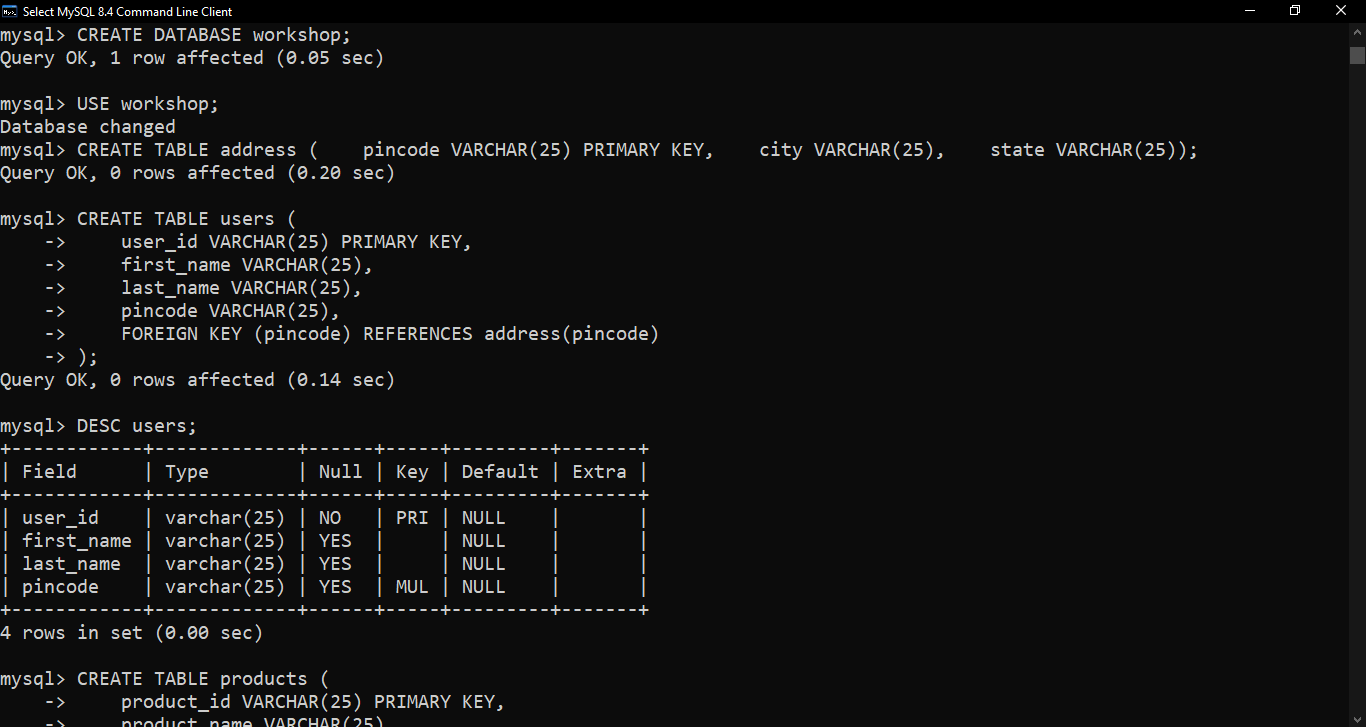 Select MySQL 8.4 Command Line Client
mysql> CREATE DATABASE workshop;
Query OK, 1 row affected (0.05 sec)
mysql> USE workshop;
Database changed
mysql> CREATE TABLE address (    pincode VARCHAR(25) PRIMARY KEY,    city VARCHAR(25),    state VARCHAR(25));
Query OK, 0 rows affected (0.20 sec)
mysql> CREATE TABLE users (
    ->     user_id VARCHAR(25) PRIMARY KEY,
    ->     first_name VARCHAR(25),
    ->     last_name VARCHAR(25),
    ->     pincode VARCHAR(25),
    ->     FOREIGN KEY (pincode) REFERENCES address(pincode)
    -> );
Query OK, 0 rows affected (0.14 sec)
mysql> DESC users;
+------------+-------------+------+-----+---------+-------+
| Field      | Type        | Null | Key | Default | Extra |
+------------+-------------+------+-----+---------+-------+
| user_id    | varchar(25) | NO   | PRI | NULL    |       |
| first_name | varchar(25) | YES  |     | NULL    |       |
| last_name  | varchar(25) | YES  |     | NULL    |       |
| pincode    | varchar(25) | YES  | MUL | NULL    |       |
+------------+-------------+------+-----+---------+-------+
4 rows in set (0.00 sec)
mysql> CREATE TABLE products (
    ->     product_id VARCHAR(25) PRIMARY KEY,
    ->     product_name VARCHAR(25)